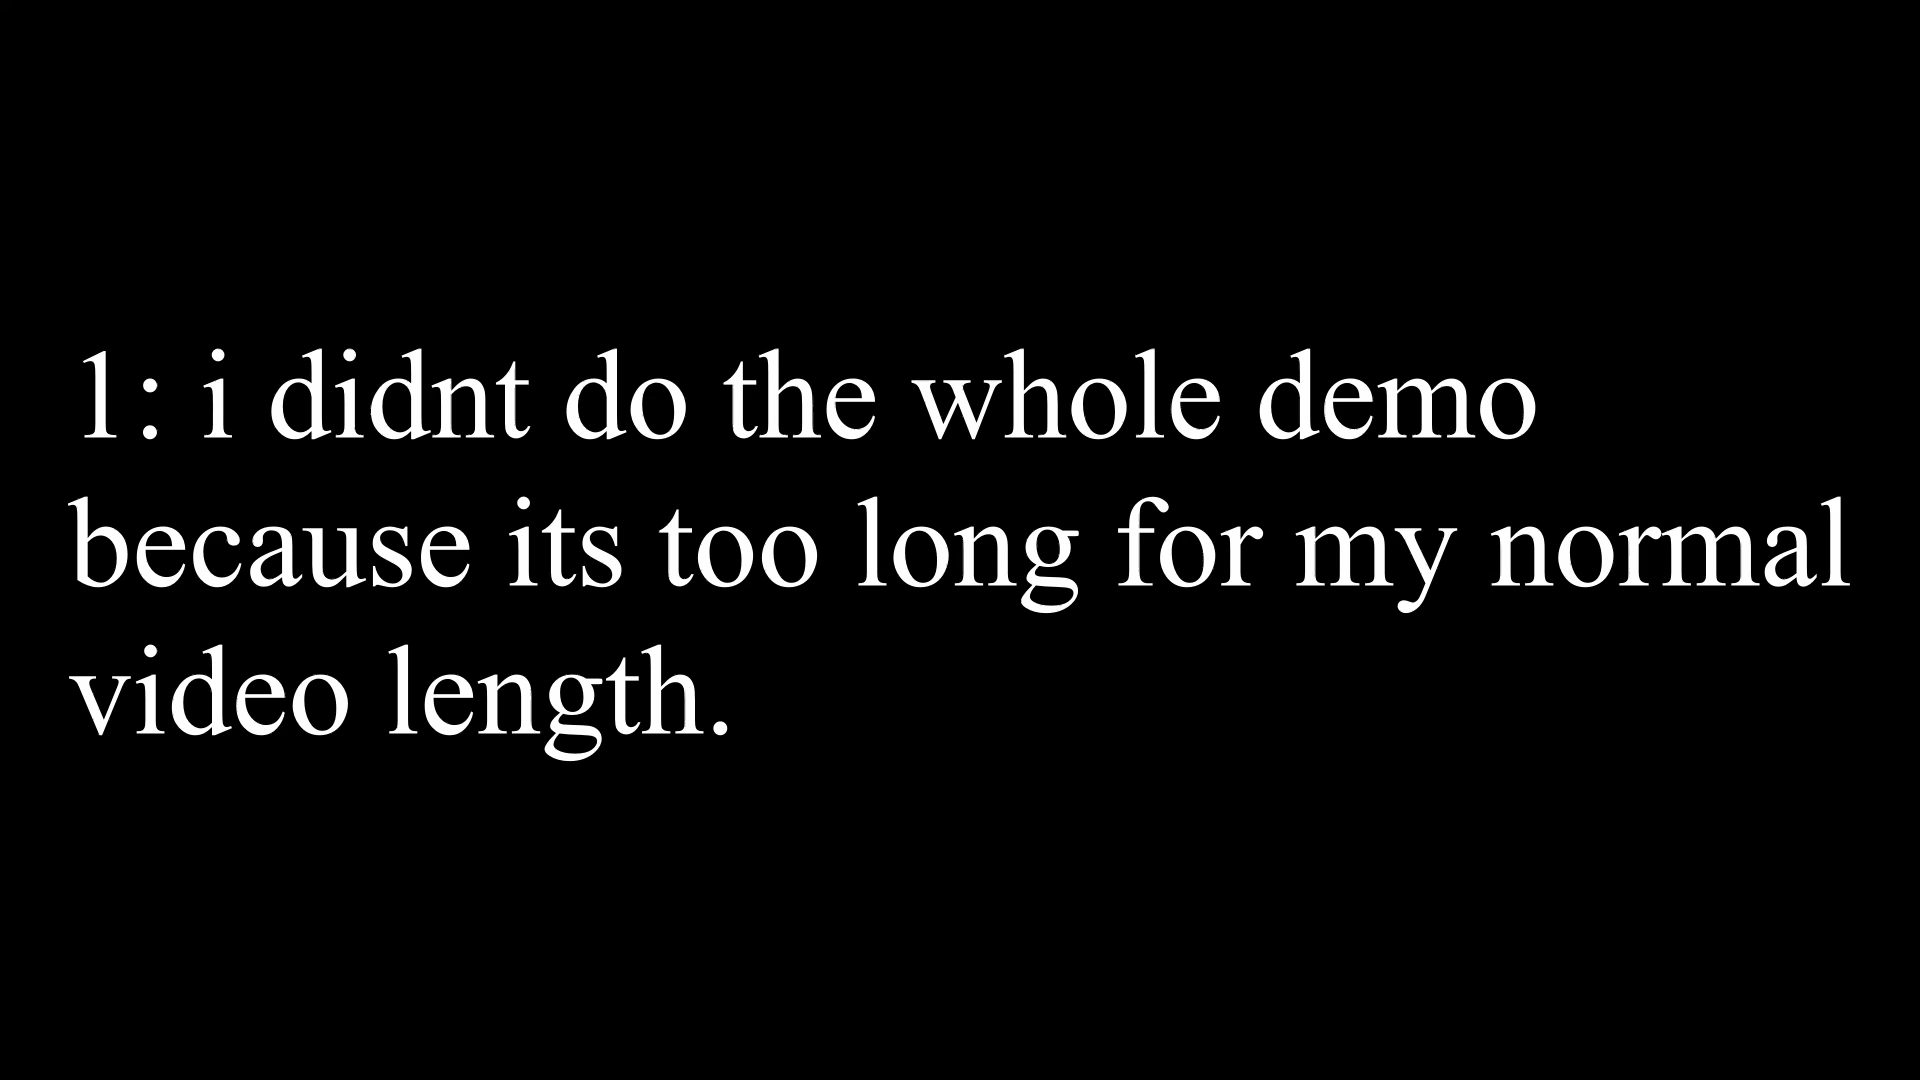 1: i didnt do the whole demo
because its too long for my normal
video length.